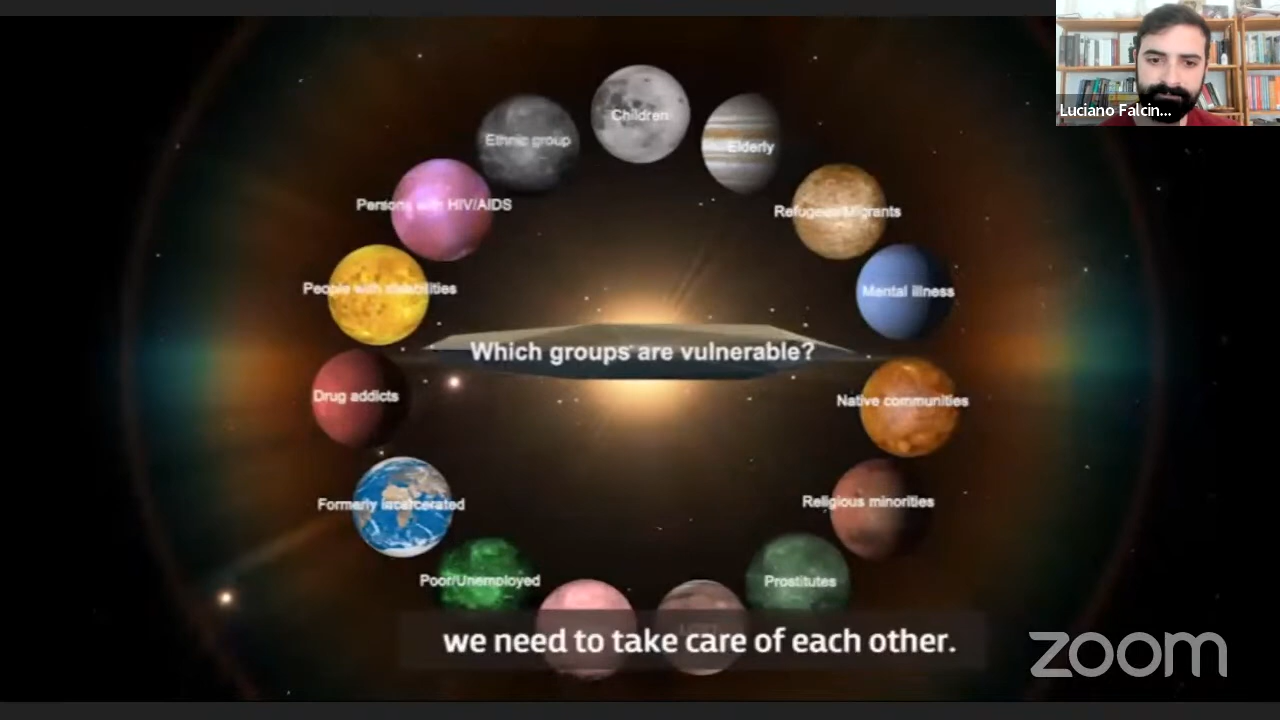 Luciano Falcin...
Children
Ethnic group
Elderly
Persons with HIV/AIDS
Refugees/Migrants
People with disabilities
Mental illness
Which groups are vulnerable?
Drug addicts
Native communities
Formerly incarcerated
Religious minorities
Poor/Unemployed
Prostitutes
we need to take care of each other.
zoom